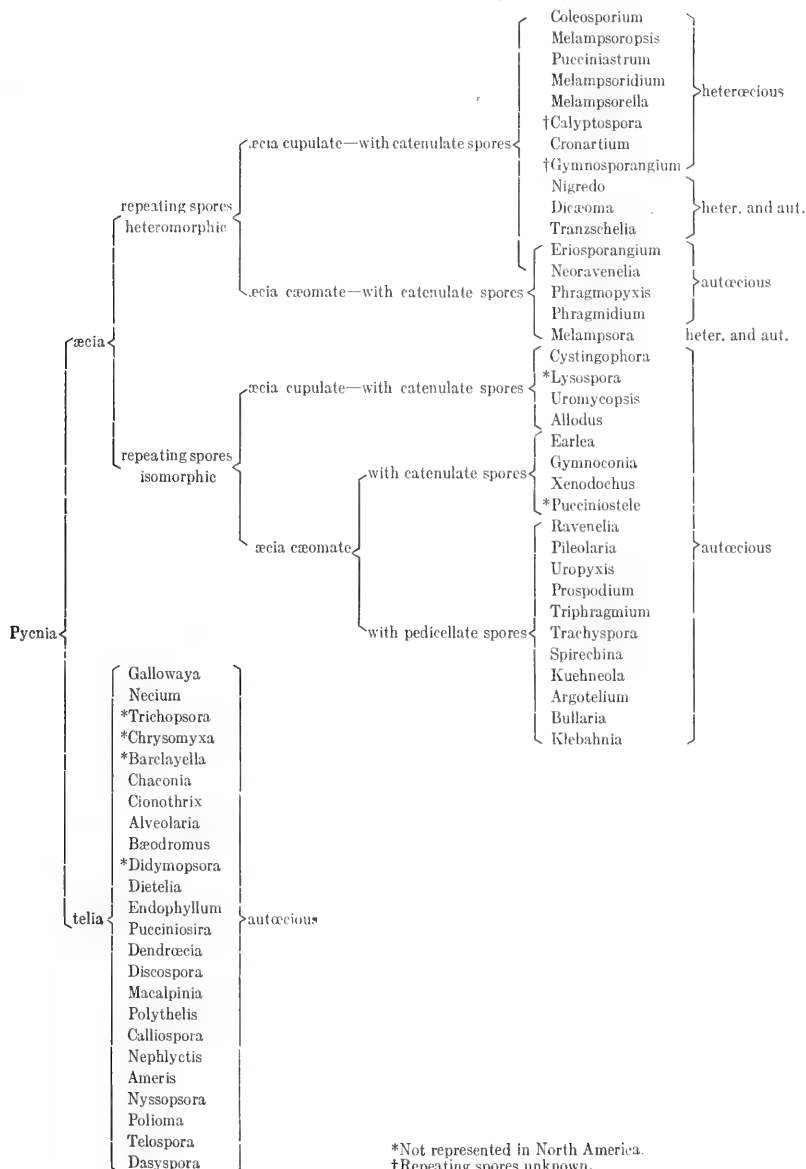 Pycnia
æcia
repeating spores
heteromorphic
æcia cupulate—with catenulate spores
Coleosporium
Melampsoropsis
Pucciniastrum
Melampsoridium
Melampsorella
†Calyptospora
Cronartium
†Gymnosporangium
heterœcious
Nigredo
Dicæoma
Tranzschelia
heter. and aut.
æcia cæomate—with catenulate spores
Eriosporangium
Neoravenelia
Phragmopyxis
Phragmidium
autœcious
Melampsora
heter. and aut.
repeating spores
isomorphic
æcia cupulate—with catenulate spores
Cystingophora
*Lysospora
Uromycopsis
Allodus
æcia cæomate
with catenulate spores
Earlea
Gymnoconia
Xenodochus
*Pucciniostele
with pedicellate spores
Ravenelia
Pileolaria
Uropyxis
Prospodium
Triphragmium
Trachyspora
Spirechina
Kuehneola
Argotelium
Bullaria
Klebahnia
autœcious
telia
Gallowaya
Necium
*Trichopsora
*Chrysomyxa
*Barclayella
Chaconia
Cionothrix
Alveolaria
Bæodromus
*Didymopsora
Dietelia
Endophyllum
Pucciniosira
Dendrœcia
Discospora
Macalpinia
Polythelis
Calliospora
Nephlyctis
Ameris
Nyssopsora
Polioma
Telospora
Dasyspora
autœcious
*Not represented in North America.
†Repeating spores unknown.